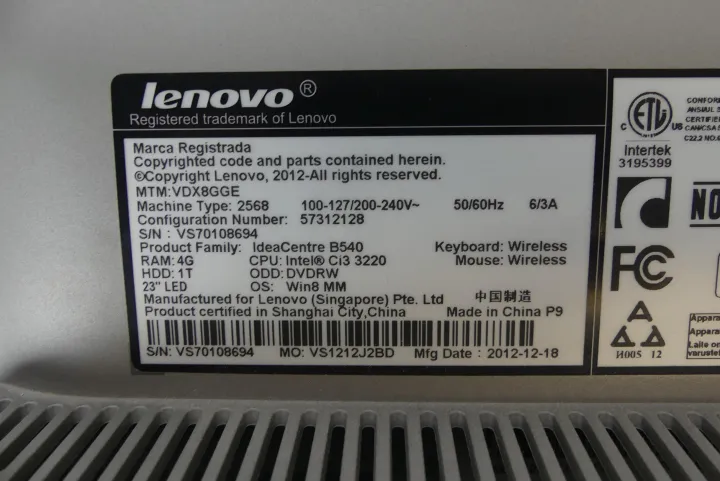 lenovo ®
Registered trademark of Lenovo
Marca Registrada
Copyrighted code and parts contained herein.
©Copyright Lenovo, 2012-All rights reserved.
MTM:VDX8GGE
Machine Type: 2568 100-127/200-240V~ 50/60Hz 6/3A
Configuration Number: 57312128
S/N : VS70108694
Product Family: IdeaCentre B540 Keyboard: Wireless
RAM: 4G CPU: Intel® Ci3 3220 Mouse: Wireless
HDD: 1T ODD: DVDRW
23" LED OS: Win8 MM
Manufactured for Lenovo (Singapore) Pte. Ltd 中国制造
Product certified in Shanghai City,China Made in China P9
S/N: VS70108694 MO: VS1212J2BD Mfg Date : 2012-12-18
C ETL US
Intertek
3195399
FC
H005 12